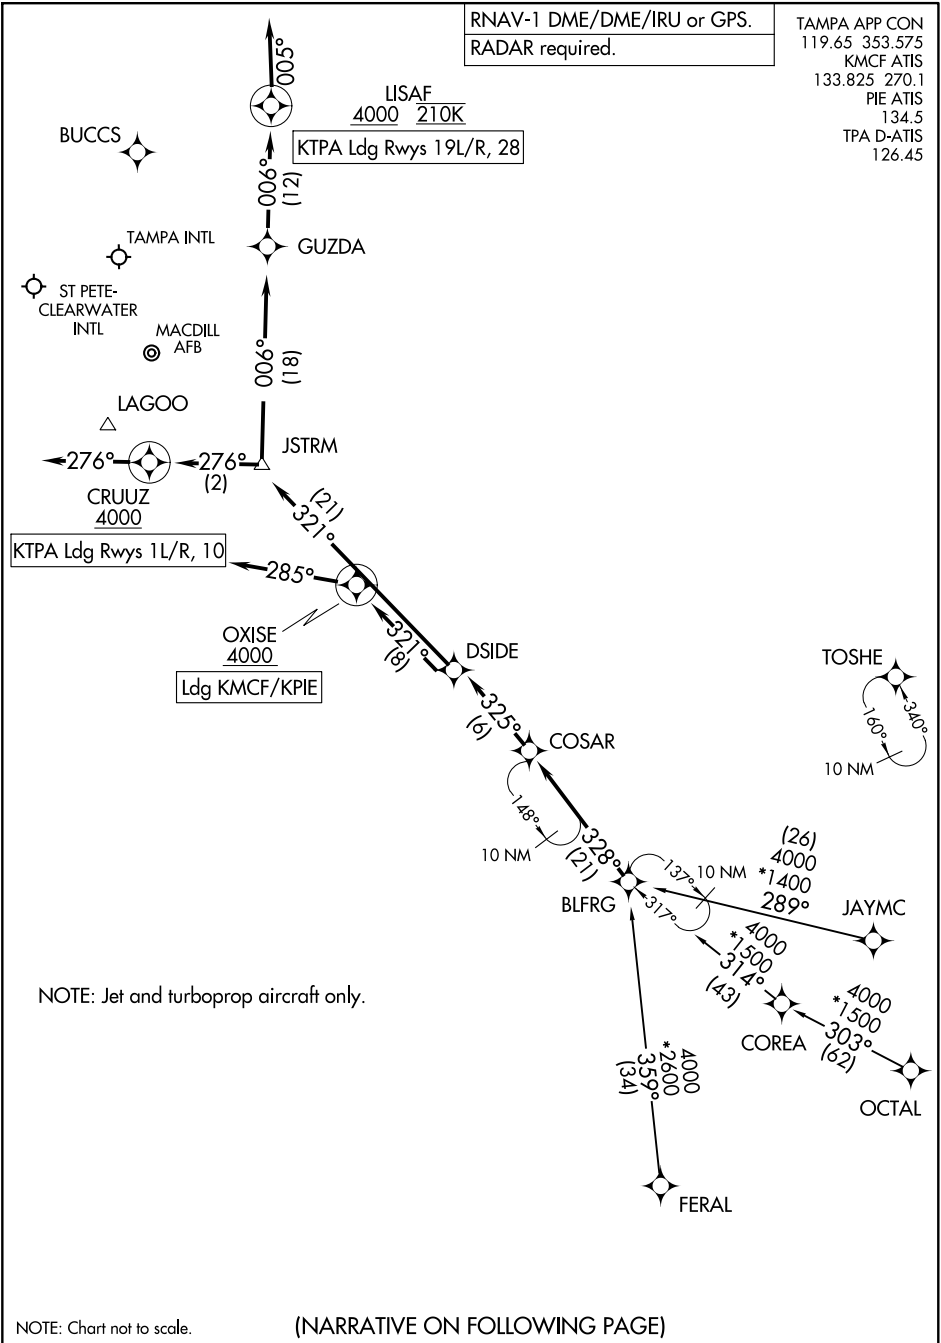 RNAV-1 DME/DME/IRU or GPS.
RADAR required.
TAMPA APP CON
119.65 353.575
KMCF ATIS
133.825 270.1
PIE ATIS
134.5
TPA D-ATIS
126.45
005°
LISAF
4000 210K
KTPA Ldg Rwys 19L/R, 28
BUCCS
006°
(12)
TAMPA INTL
GUZDA
ST PETE-
CLEARWATER
INTL
MACDILL
AFB
006°
(18)
LAGOO
JSTRM
276°
276°
(2)
CRUUZ
4000
KTPA Ldg Rwys 1L/R, 10
(21)
321°
285°
OXISE
4000
Ldg KMCF/KPIE
321°
(8)
DSIDE
TOSHE
340°
160°
10 NM
325°
(6)
COSAR
148°
10 NM
328°
(21)
BLFRG
137°
10 NM
317°
(26)
4000
*1400
289°
JAYMC
4000
*1500
314°
(43)
COREA
4000
*1500
303°
(62)
OCTAL
4000
*2600
359°
(34)
FERAL
NOTE: Jet and turboprop aircraft only.
NOTE: Chart not to scale.
(NARRATIVE ON FOLLOWING PAGE)